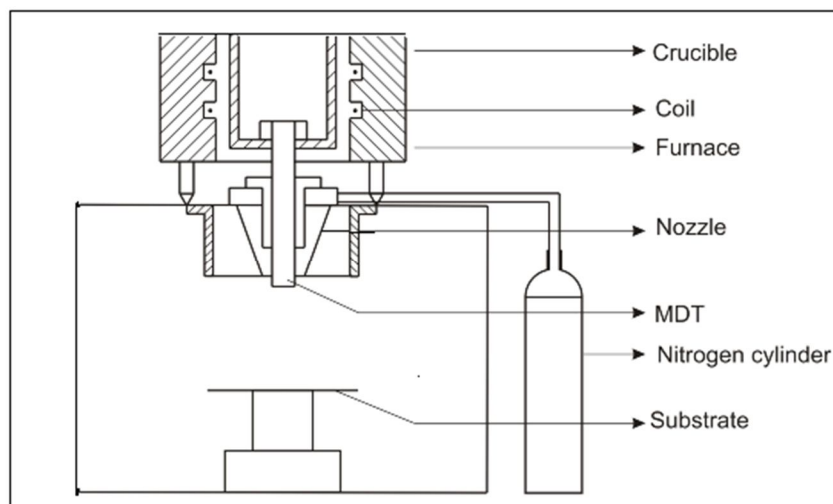 Crucible
Coil
Furnace
Nozzle
MDT
Nitrogen cylinder
Substrate